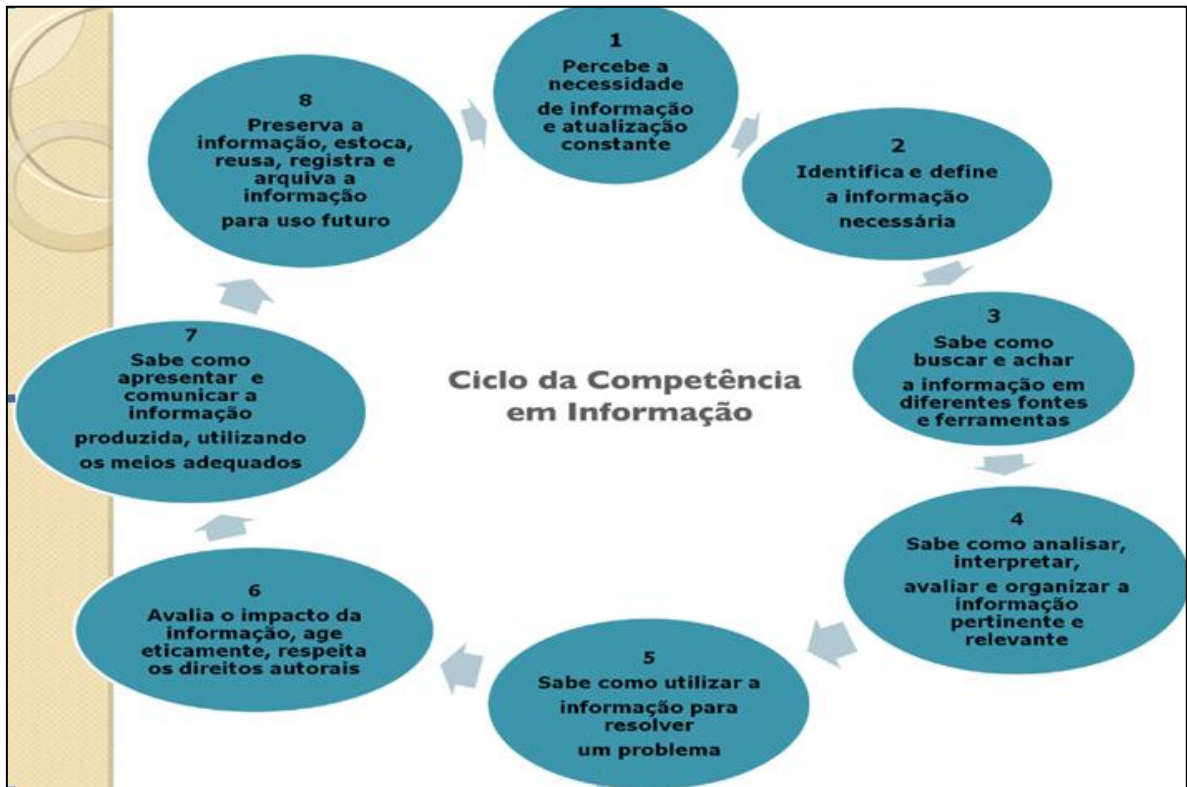 1
Percebe a
necessidade
de informação
e atualização
constante
2
Identifica e define
a informação
necessária
3
Sabe como
buscar e achar
a informação em
diferentes fontes
e ferramentas
4
Sabe como analisar,
interpretar,
avaliar e organizar a
informação
pertinente e
relevante
5
Sabe como utilizar a
informação para
resolver
um problema
6
Avalia o impacto da
informação, age
eticamente, respeita
os direitos autorais
7
Sabe como
apresentar e
comunicar a
informação
produzida, utilizando
os meios adequados
8
Preserva a
informação, estoca,
reusa, registra e
arquiva a
informação
para uso futuro
Ciclo da Competência
em Informação